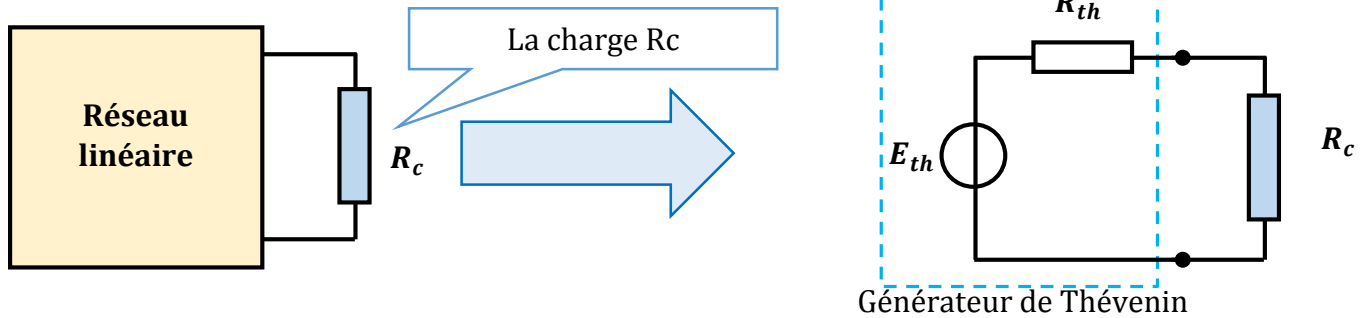 La charge Rc
Réseau
linéaire
R_c
R_th
E_th
R_c
Générateur de Thévenin